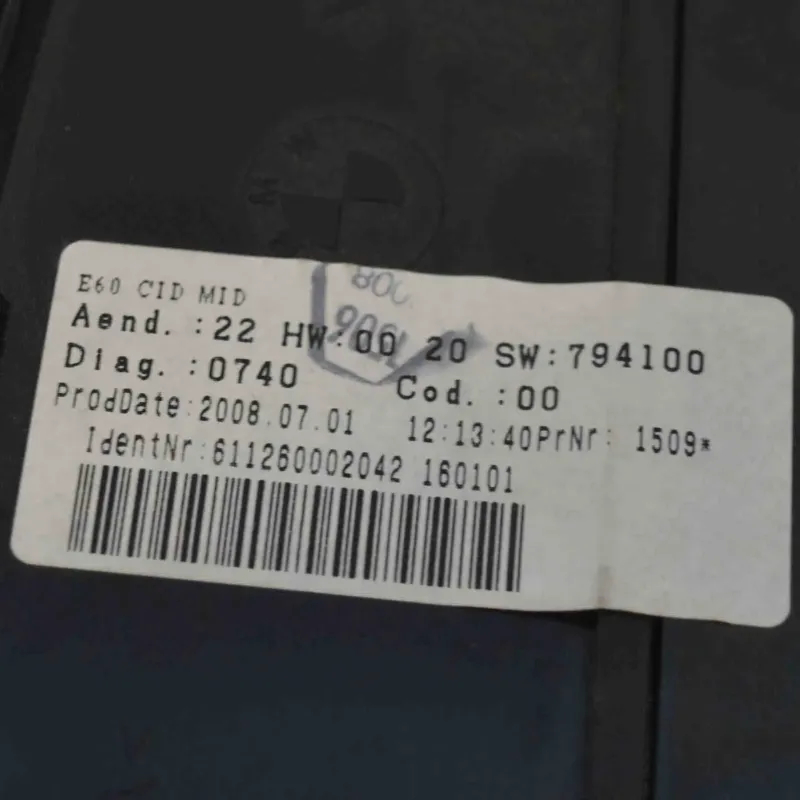 E60 CID MID
Aend. :22 HW:00 20 SW:794100
Diag. :0740 Cod. :00
ProdDate:2008.07.01 12:13:40PrNr: 1509*
IdentNr:611260002042 160101